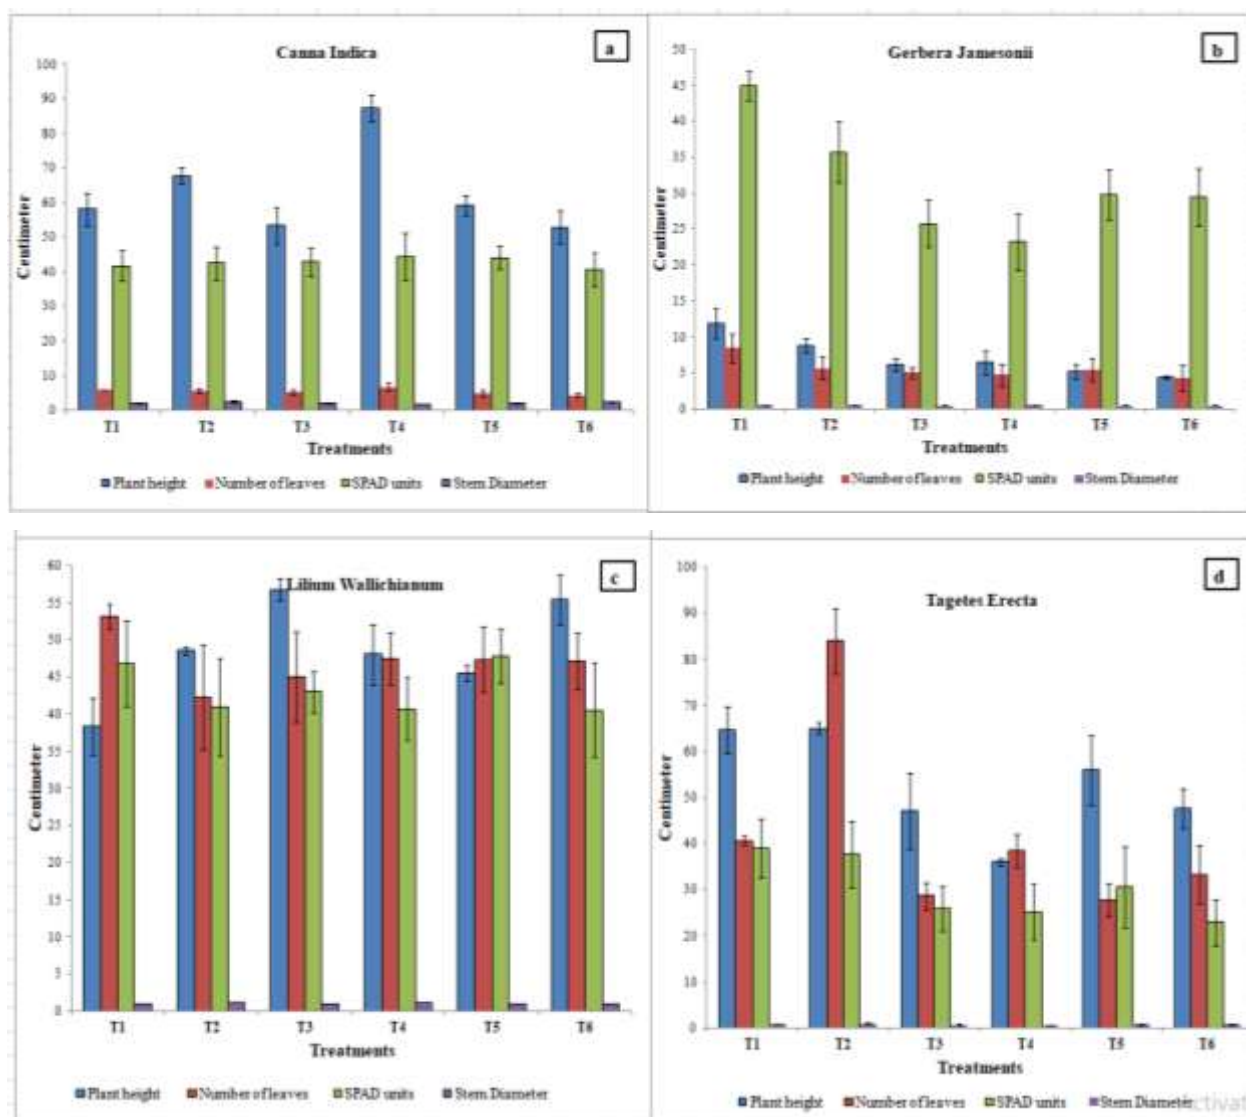 Canna Indica
a
100
90
80
70
60
50
40
30
20
10
0
Centimeter
T1 T2 T3 T4 T5 T6
Treatments
Plant height Number of leaves SPAD units Stem Diameter
Gerbera Jamesonii
b
50
45
40
35
30
25
20
15
10
5
0
Centimeter
T1 T2 T3 T4 T5 T6
Treatments
Plant height Number of leaves SPAD units Stem Diameter
Lilium Wallichianum
c
60
55
50
45
40
35
30
25
20
15
10
5
0
Centimeter
T1 T2 T3 T4 T5 T6
Treatments
Plant height Number of leaves SPAD units Stem Diameter
Tagetes Erecta
d
100
90
80
70
60
50
40
30
20
10
0
Centimeter
T1 T2 T3 T4 T5 T6
Treatments
Plant height Number of leaves SPAD units Stem Diameter